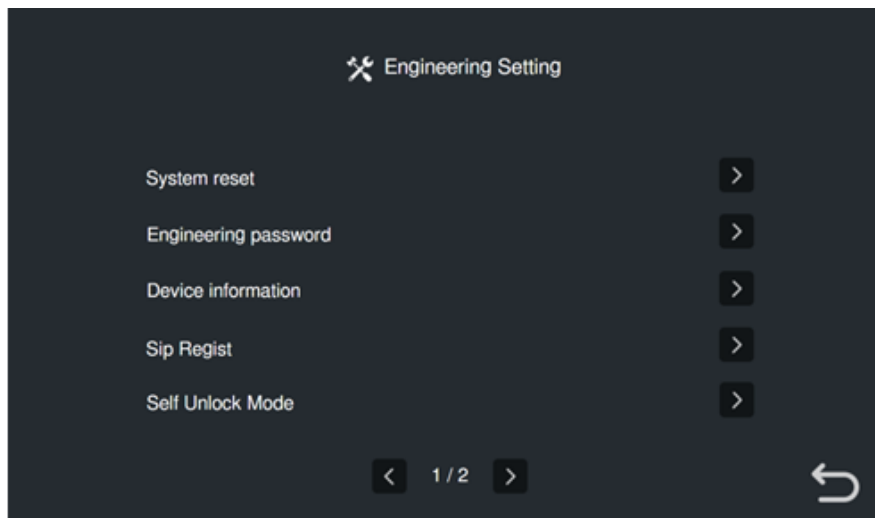 Engineering Setting
System reset
Engineering password
Device information
Sip Regist
Self Unlock Mode
1 / 2